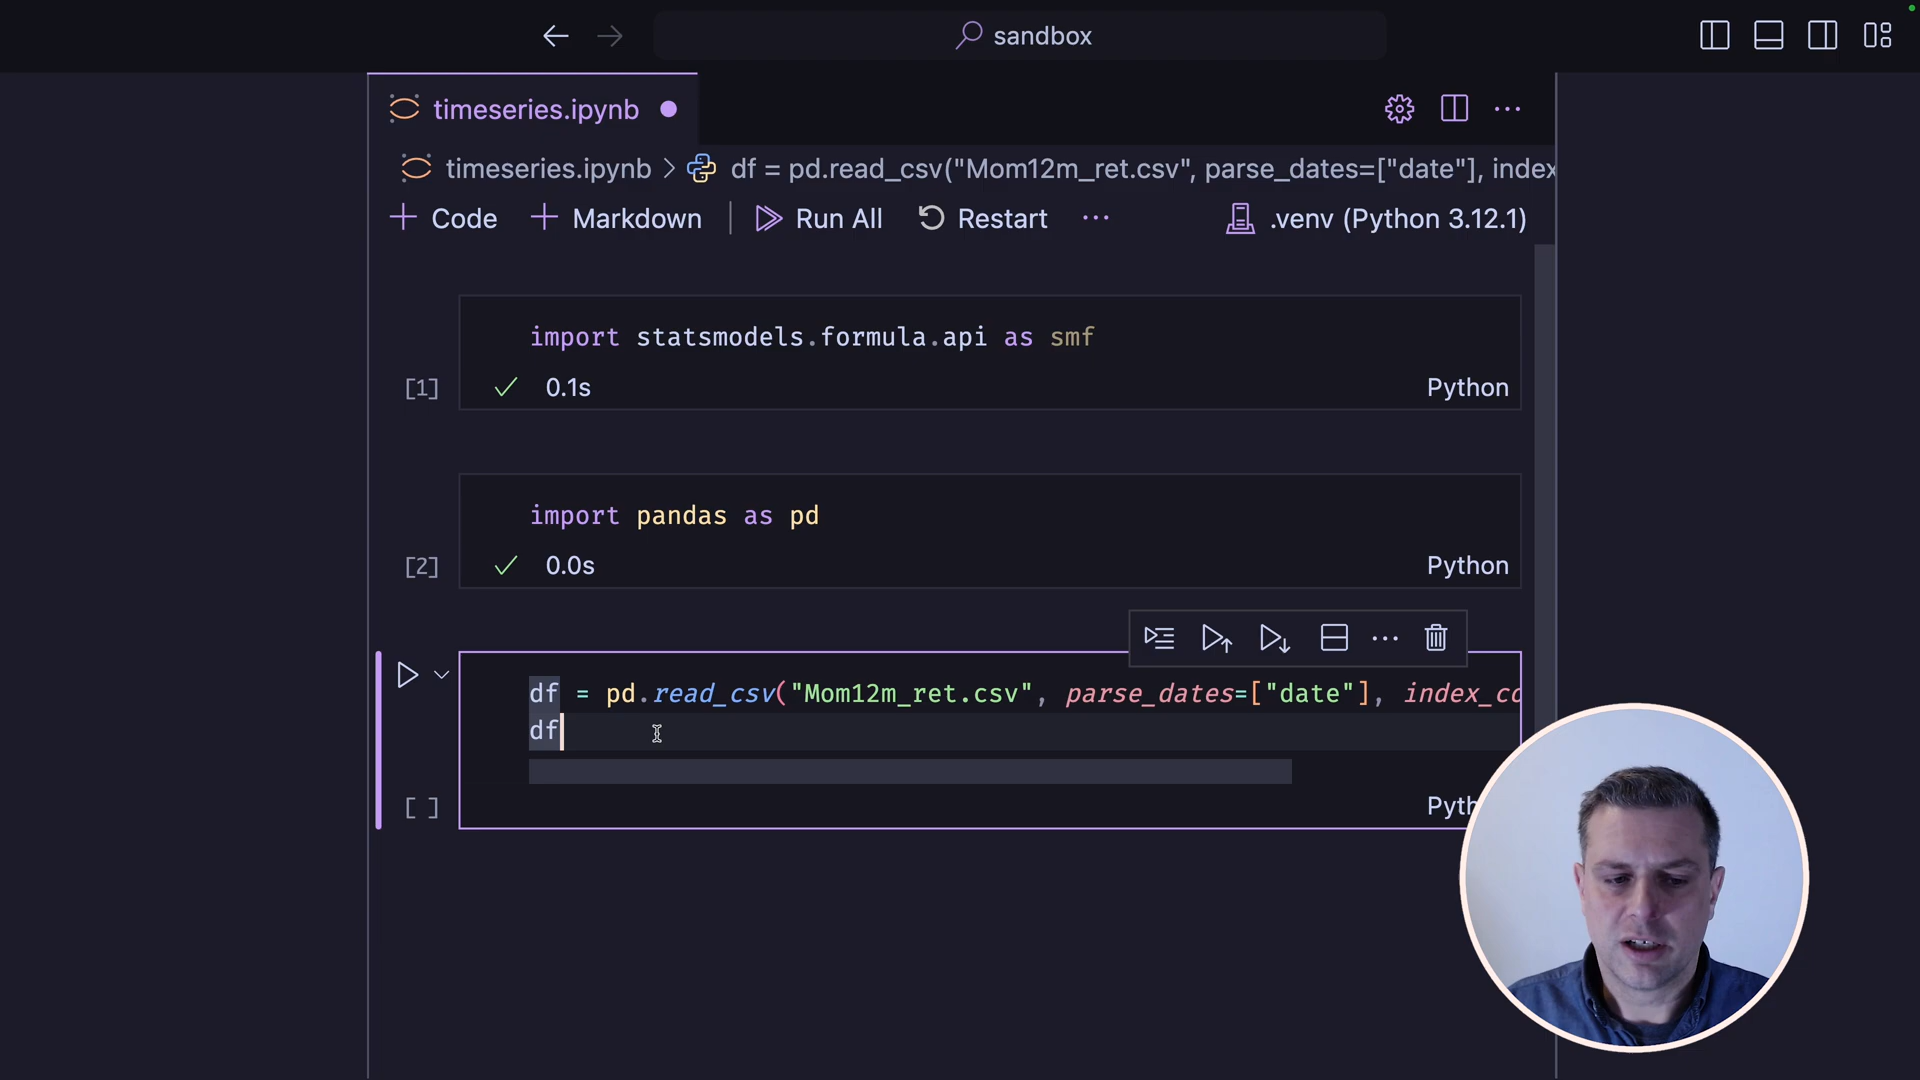 sandbox
timeseries.ipynb
timeseries.ipynb > df = pd.read_csv("Mom12m_ret.csv", parse_dates=["date"], index
+ Code + Markdown Run All Restart ... .venv (Python 3.12.1)
import statsmodels.formula.api as smf
[1] 0.1s Python
import pandas as pd
[2] 0.0s Python
df = pd.read_csv("Mom12m_ret.csv", parse_dates=["date"], index_co
df
[ ] Pyth